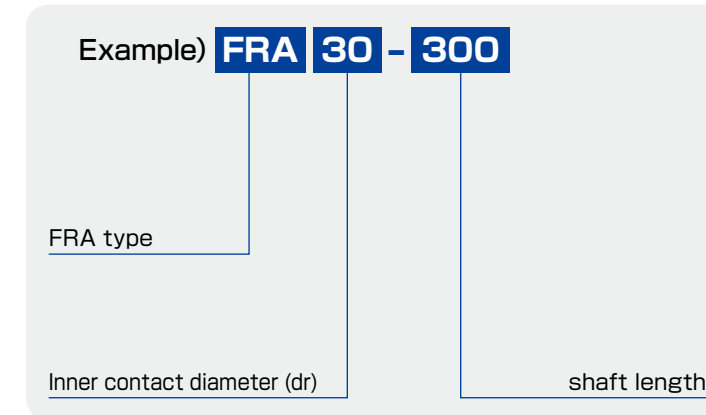 Example) FRA 30 - 300
FRA type
Inner contact diameter (dr)
shaft length